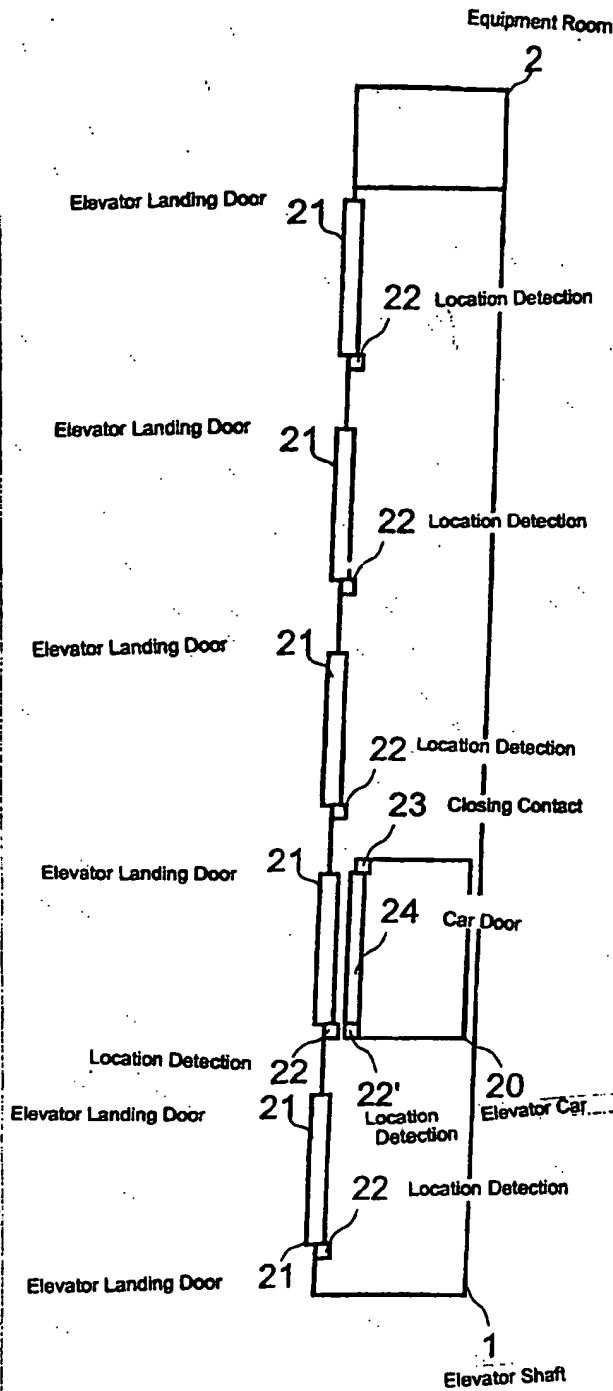 Equipment Room
2
Elevator Landing Door
21
22 Location Detection
Elevator Landing Door
21
22 Location Detection
Elevator Landing Door
21
22 Location Detection
23 Closing Contact
Elevator Landing Door
21
24 Car Door
Location Detection
22
22'
Location
Detection
20
Elevator Car
Elevator Landing Door
21
22 Location Detection
21
Elevator Landing Door
1
Elevator Shaft